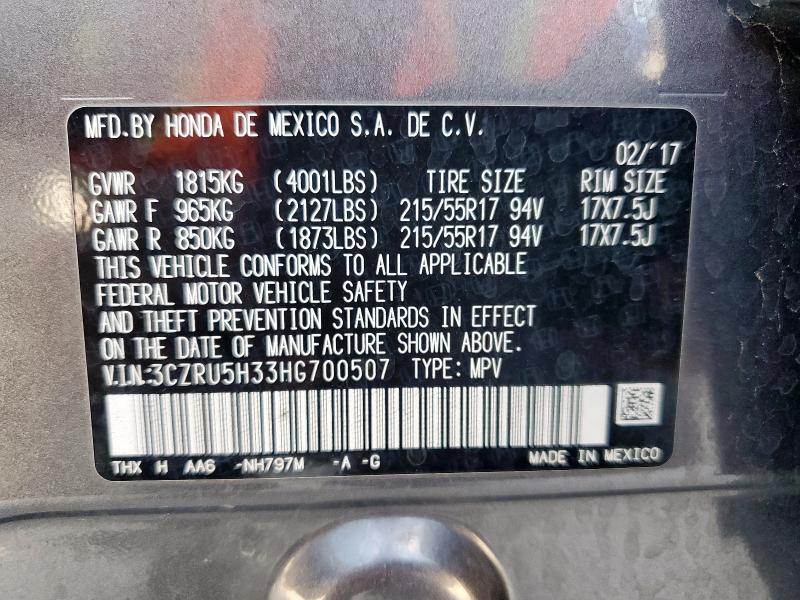 MFD.BY HONDA DE MEXICO S.A. DE C.V.
02/'17
GVWR 1815KG (4001LBS) TIRE SIZE RIM SIZE
GAWR F 965KG (2127LBS) 215/55R17 94V 17X7.5J
GAWR R 850KG (1873LBS) 215/55R17 94V 17X7.5J
THIS VEHICLE CONFORMS TO ALL APPLICABLE
FEDERAL MOTOR VEHICLE SAFETY
AND THEFT PREVENTION STANDARDS IN EFFECT
ON THE DATE OF MANUFACTURE SHOWN ABOVE.
V.I.N:3CZRU5H33HG700507 TYPE: MPV
THX H AA6 -NH797M -A -G MADE IN MEXICO